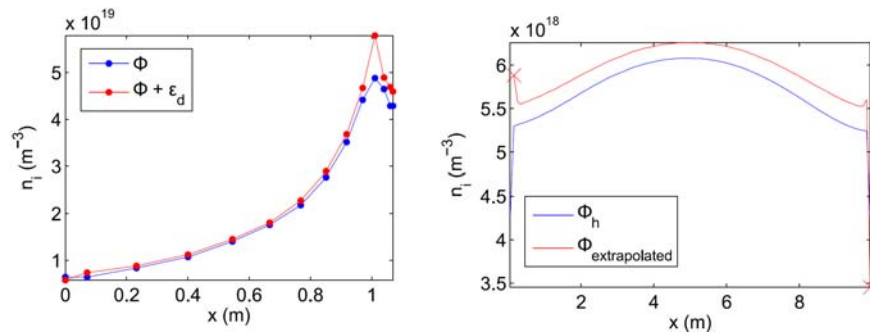 x 10^19
5
4
3
2
1
n_i (m^−3)
0
0.2
0.4
0.6
0.8
1
x (m)
Φ
Φ + ε_d
x 10^18
6
5.5
5
4.5
4
3.5
n_i (m^−3)
2
4
6
8
x (m)
Φ_h
Φ_extrapolated